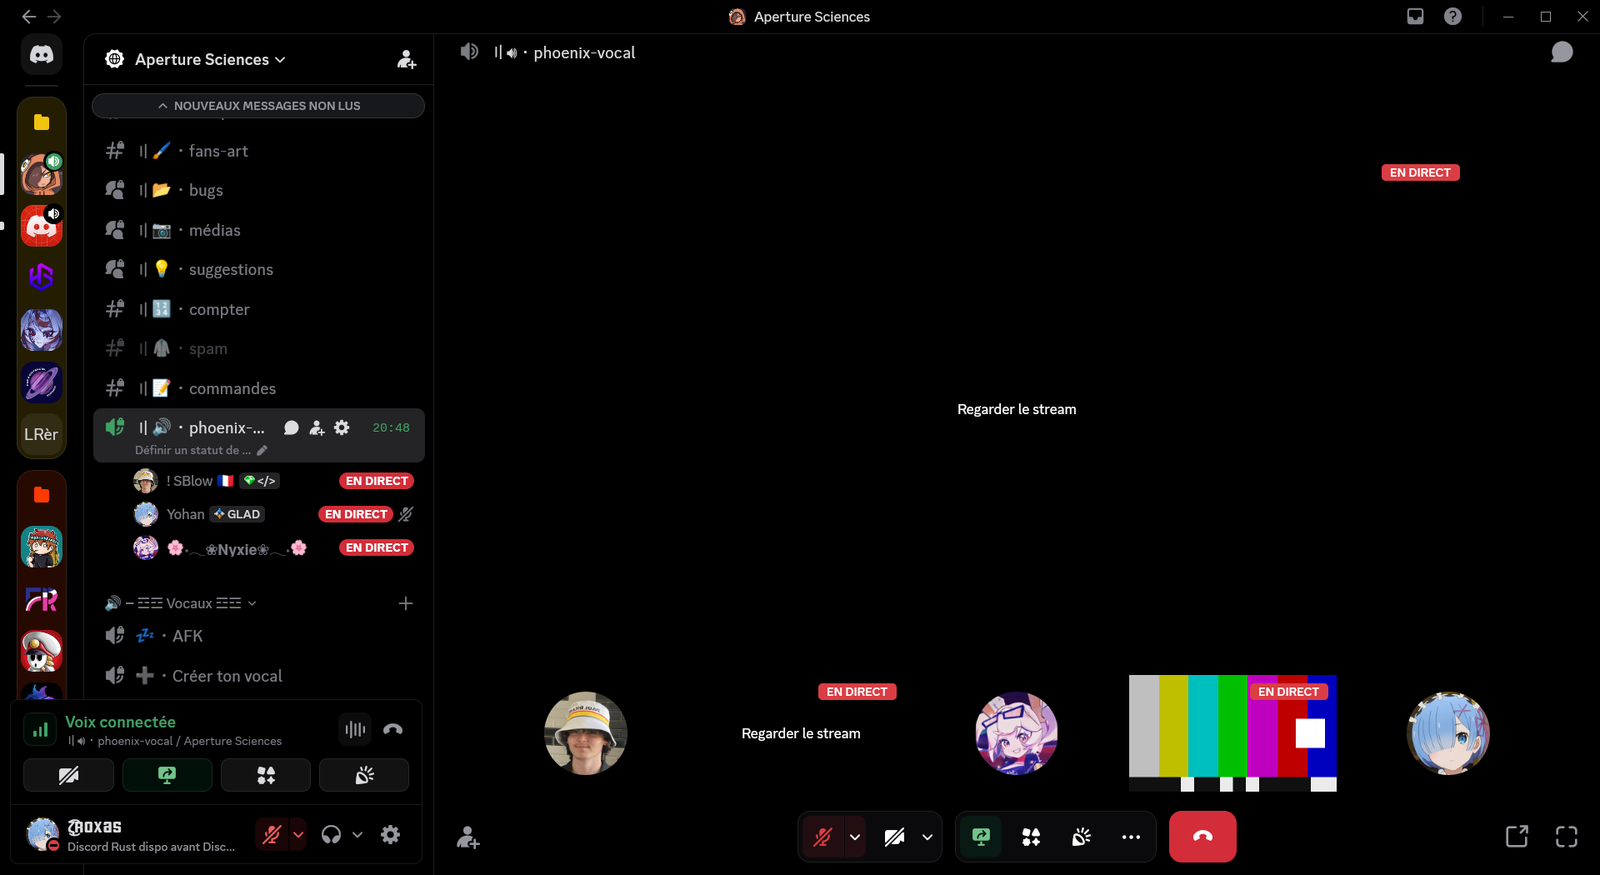 Aperture Sciences
Aperture Sciences
NOUVEAUX MESSAGES NON LUS
fans-art
bugs
médias
suggestions
compter
spam
commandes
phoenix-... 20:48
Définir un statut de ...
! SBlow </> EN DIRECT
Yohan GLAD EN DIRECT
Nyxie EN DIRECT
LRèr
Vocaux
AFK
Créer ton vocal
Voix connectée
phoenix-vocal / Aperture Sciences
Roxas
Discord Rust dispo avant Disc...
phoenix-vocal
EN DIRECT
Regarder le stream
EN DIRECT
Regarder le stream
EN DIRECT